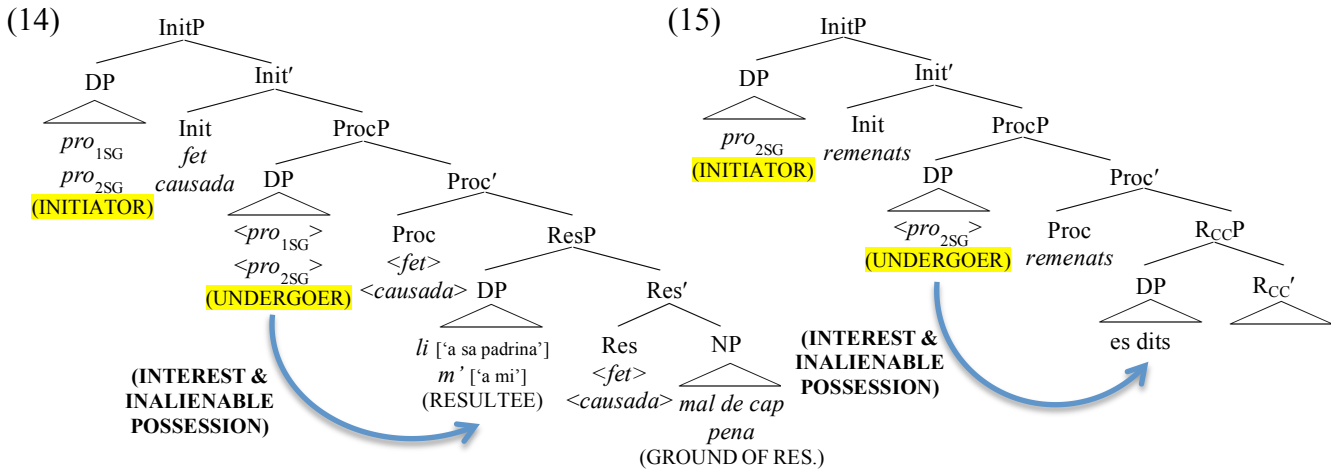 (14)
InitP
DP
Init′
pro1SG
pro2SG
(INITIATOR)
Init
fet
causada
ProcP
DP
Proc′
<pro1SG>
<pro2SG>
(UNDERGOER)
Proc
<fet>
<causada>
ResP
DP
Res′
li ['a sa padrina']
m' ['a mi']
(RESULTEE)
Res
<fet>
<causada>
NP
mal de cap
pena
(GROUND OF RES.)
(INTEREST &
INALIENABLE
POSSESSION)
(15)
InitP
DP
Init′
pro2SG
(INITIATOR)
Init
remenats
ProcP
DP
Proc′
<pro2SG>
(UNDERGOER)
Proc
remenats
RCCP
DP
RCC′
es dits
(INTEREST &
INALIENABLE
POSSESSION)